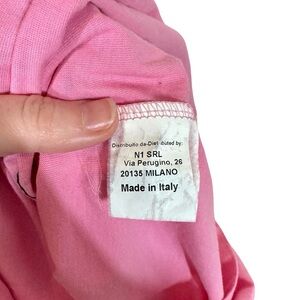 Distribuito da-Distributed by:
N1 SRL
Via Perugino, 26
20135 MILANO
Made in Italy